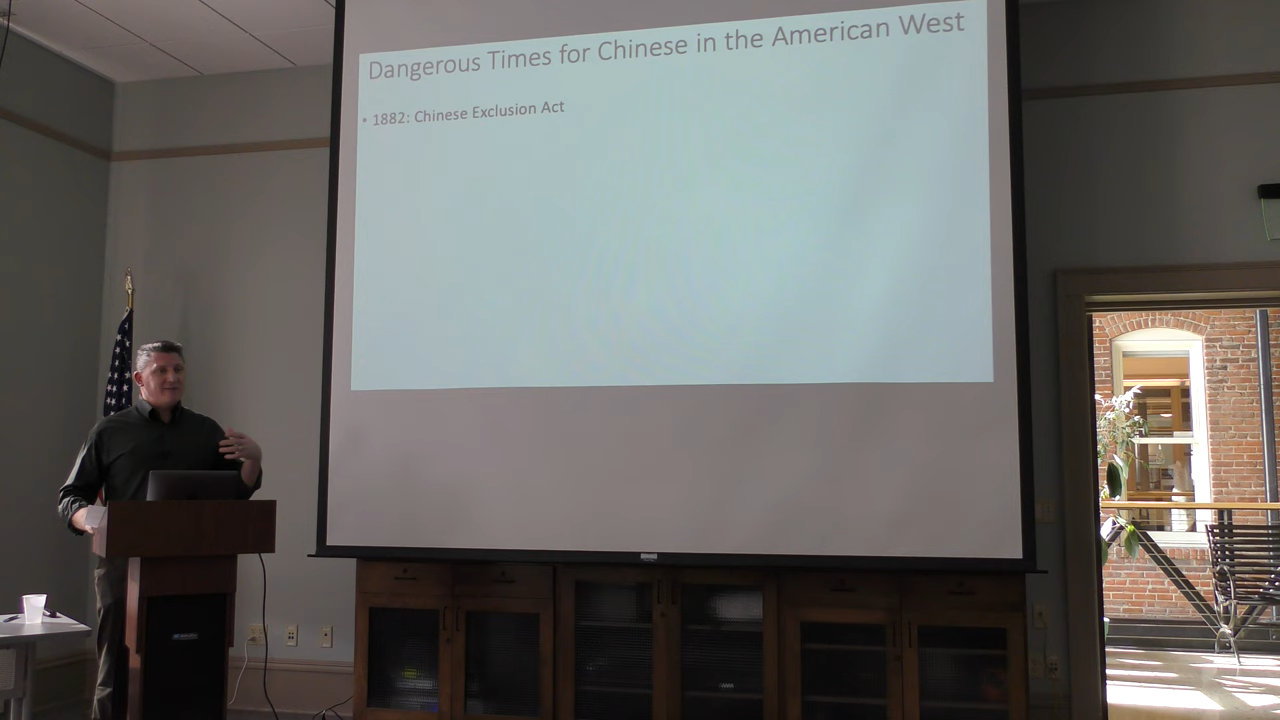 Dangerous Times for Chinese in the American West
• 1882: Chinese Exclusion Act